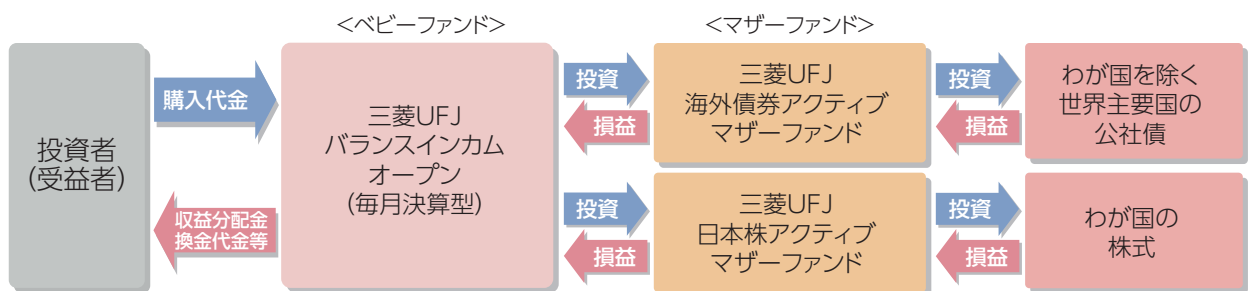 <ベビーファンド>
<マザーファンド>
投資者
(受益者)
購入代金
収益分配金
換金代金等
三菱UFJ
バランスインカム
オープン
(毎月決算型)
投資
損益
三菱UFJ
海外債券アクティブ
マザーファンド
投資
損益
わが国を除く
世界主要国の
公社債
投資
損益
三菱UFJ
日本株アクティブ
マザーファンド
投資
損益
わが国の
株式